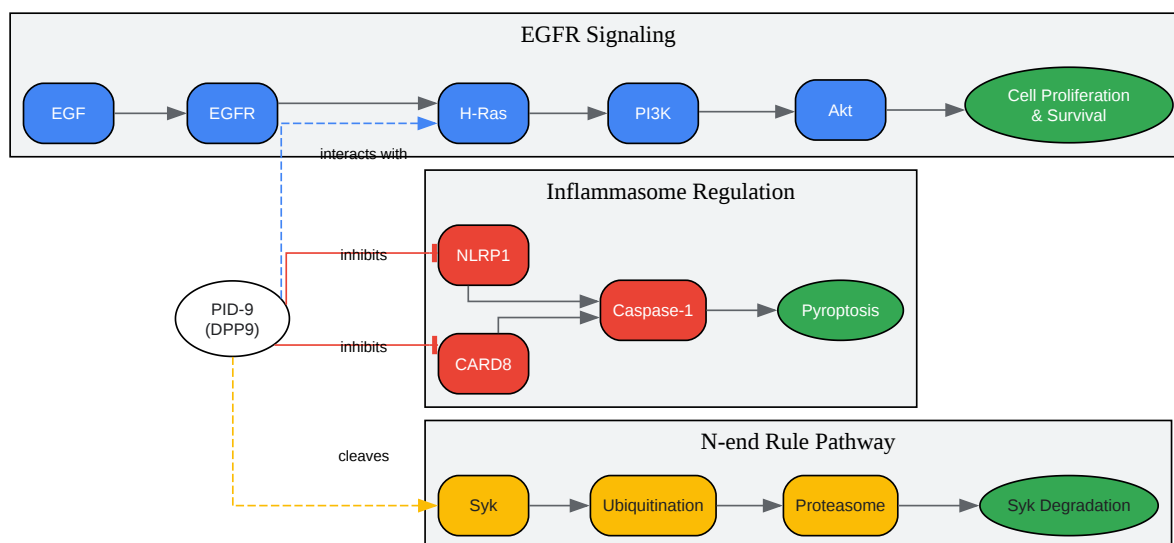 EGFR Signaling
EGF
EGFR
H-Ras
PI3K
Akt
Cell Proliferation
& Survival
interacts with
Inflammasome Regulation
inhibits
NLRP1
PID-9
(DPP9)
Caspase-1
Pyroptosis
inhibits
CARD8
N-end Rule Pathway
cleaves
Syk
Ubiquitination
Proteasome
Syk Degradation